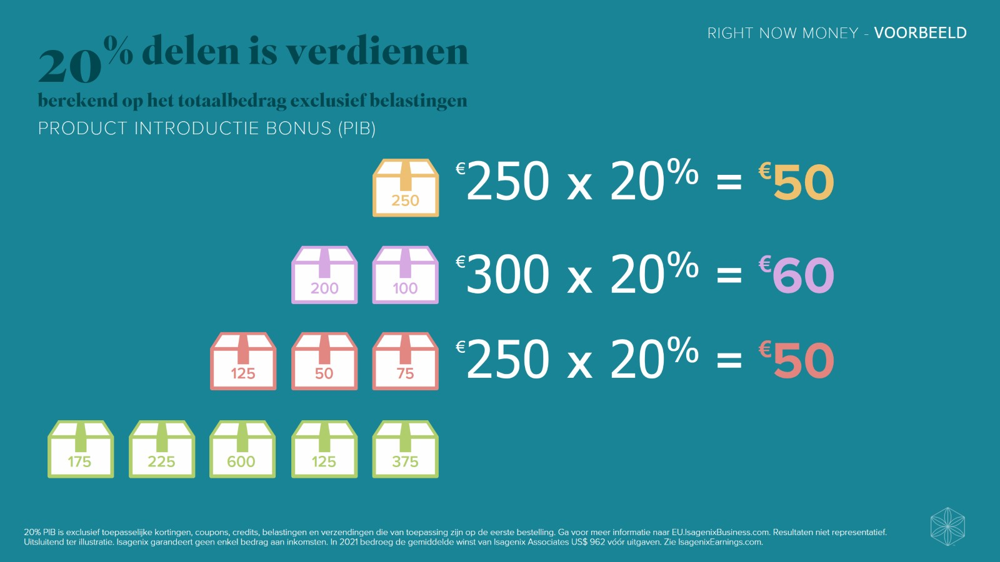 RIGHT NOW MONEY - VOORBEELD
20% delen is verdienen
berekend op het totaalbedrag exclusief belastingen
PRODUCT INTRODUCTIE BONUS (PIB)
250 €250 x 20% = €50
200 100 €300 x 20% = €60
125 50 75 €250 x 20% = €50
175 225 600 125 375
20% PIB is exclusief toepasselijke kortingen, coupons, credits, belastingen en verzendingen die van toepassing zijn op de eerste bestelling. Ga voor meer informatie naar EU.IsagenixBusiness.com. Resultaten niet representatief.
Uitsluitend ter illustratie. Isagenix garandeert geen enkel bedrag aan inkomsten. In 2021 bedroeg de gemiddelde winst van Isagenix Associates US$ 962 vóór uitgaven. Zie IsagenixEarnings.com.